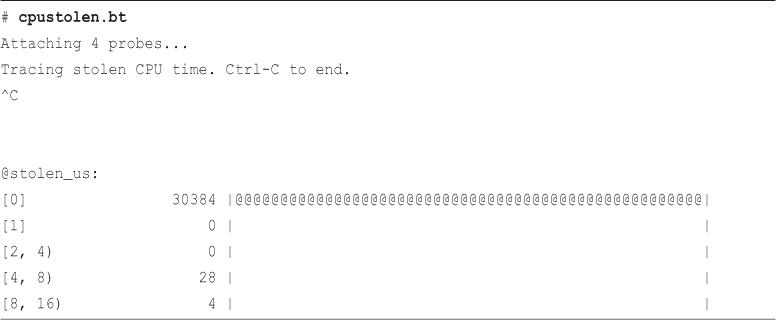 # cpustolen.bt
Attaching 4 probes...
Tracing stolen CPU time. Ctrl-C to end.
^C
@stolen_us:
[0]                 30384 |@@@@@@@@@@@@@@@@@@@@@@@@@@@@@@@@@@@@@@@@@@@@@@@@@@@@|
[1]                     0 |                                                    |
[2, 4)                  0 |                                                    |
[4, 8)                 28 |                                                    |
[8, 16)                 4 |                                                    |